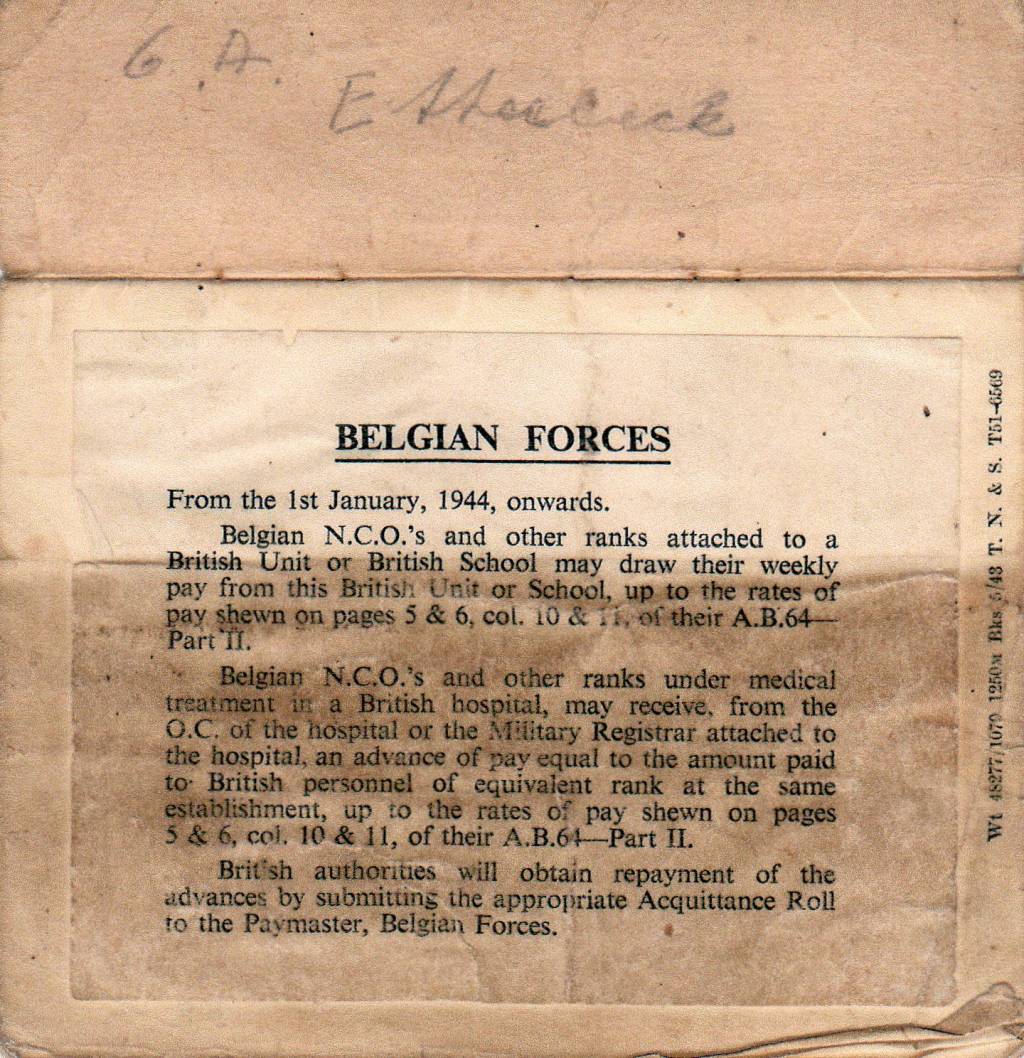 G. A.
Etterbeek
BELGIAN FORCES
From the 1st January, 1944, onwards.
Belgian N.C.O.'s and other ranks attached to a
British Unit or British School may draw their weekly
pay from this British Unit or School, up to the rates of
pay shewn on pages 5 & 6, col. 10 & 11, of their A.B.64—
Part II.
Belgian N.C.O.'s and other ranks under medical
treatment in a British hospital, may receive, from the
O.C. of the hospital or the Military Registrar attached to
the hospital, an advance of pay equal to the amount paid
to British personnel of equivalent rank at the same
establishment, up to the rates of pay shewn on pages
5 & 6, col. 10 & 11, of their A.B.64—Part II.
British authorities will obtain repayment of the
advances by submitting the appropriate Acquittance Roll
to the Paymaster, Belgian Forces.
Wt 48277/1070 1250M Bks 5/43 T. N. & S. T51-6569